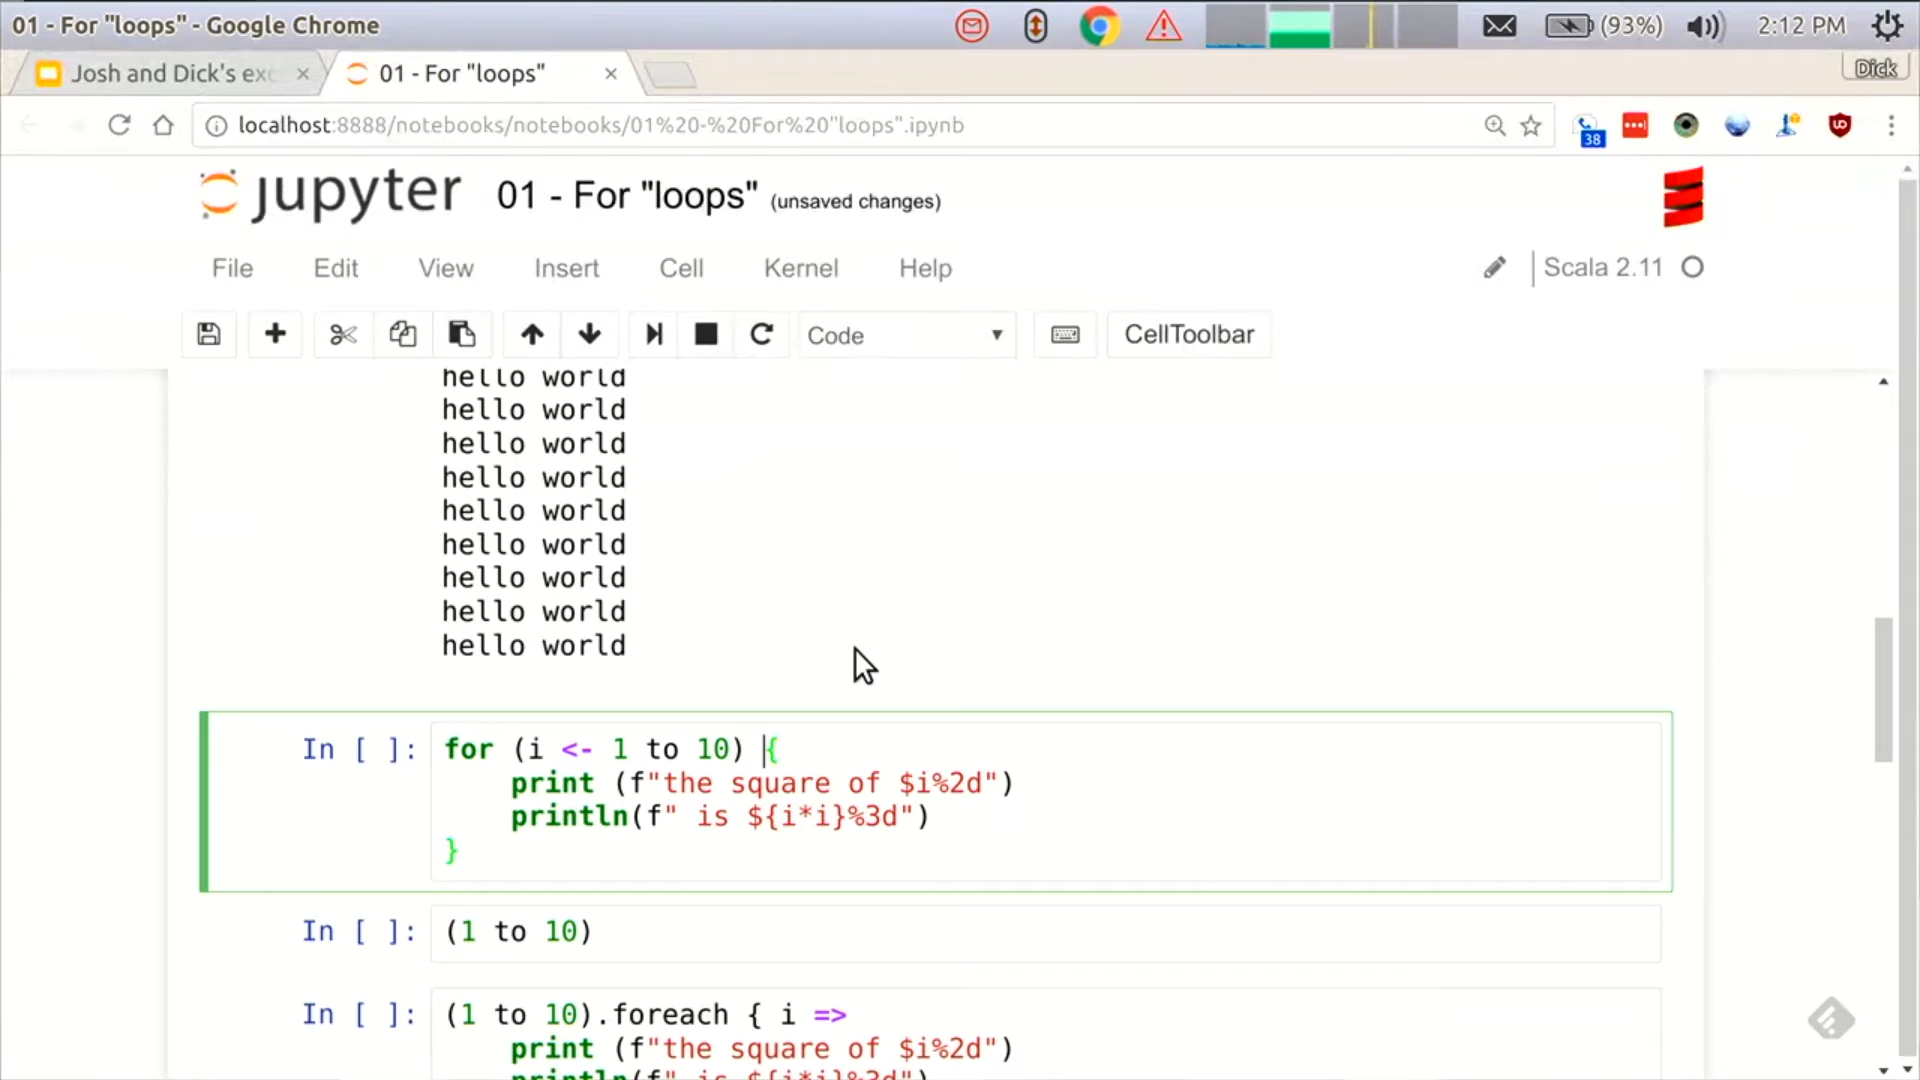 01 - For "loops" - Google Chrome
(93%)
2:12 PM
Josh and Dick's exc
01 - For "loops"
Dick
localhost:8888/notebooks/notebooks/01%20-%20For%20"loops".ipynb
38
jupyter 01 - For "loops" (unsaved changes)
File Edit View Insert Cell Kernel Help
Scala 2.11
Code
CellToolbar
hello world
hello world
hello world
hello world
hello world
hello world
hello world
hello world
hello world
In [ ]: for (i <- 1 to 10) {
print (f"the square of $i%2d")
println(f" is ${i*i}%3d")
}
In [ ]: (1 to 10)
In [ ]: (1 to 10).foreach { i =>
print (f"the square of $i%2d")
println(f" is ${i*i}%3d")